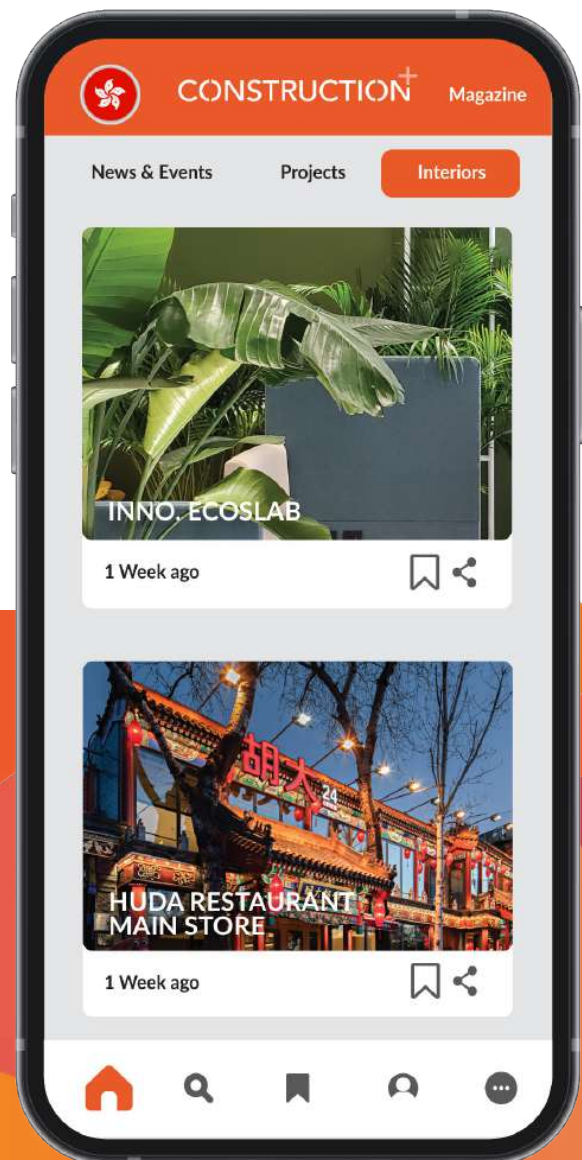 CONSTRUCTION+
Magazine
News & Events
Projects
Interiors
INNO. ECOSLAB
1 Week ago
胡大
24
HUDA RESTAURANT
MAIN STORE
1 Week ago